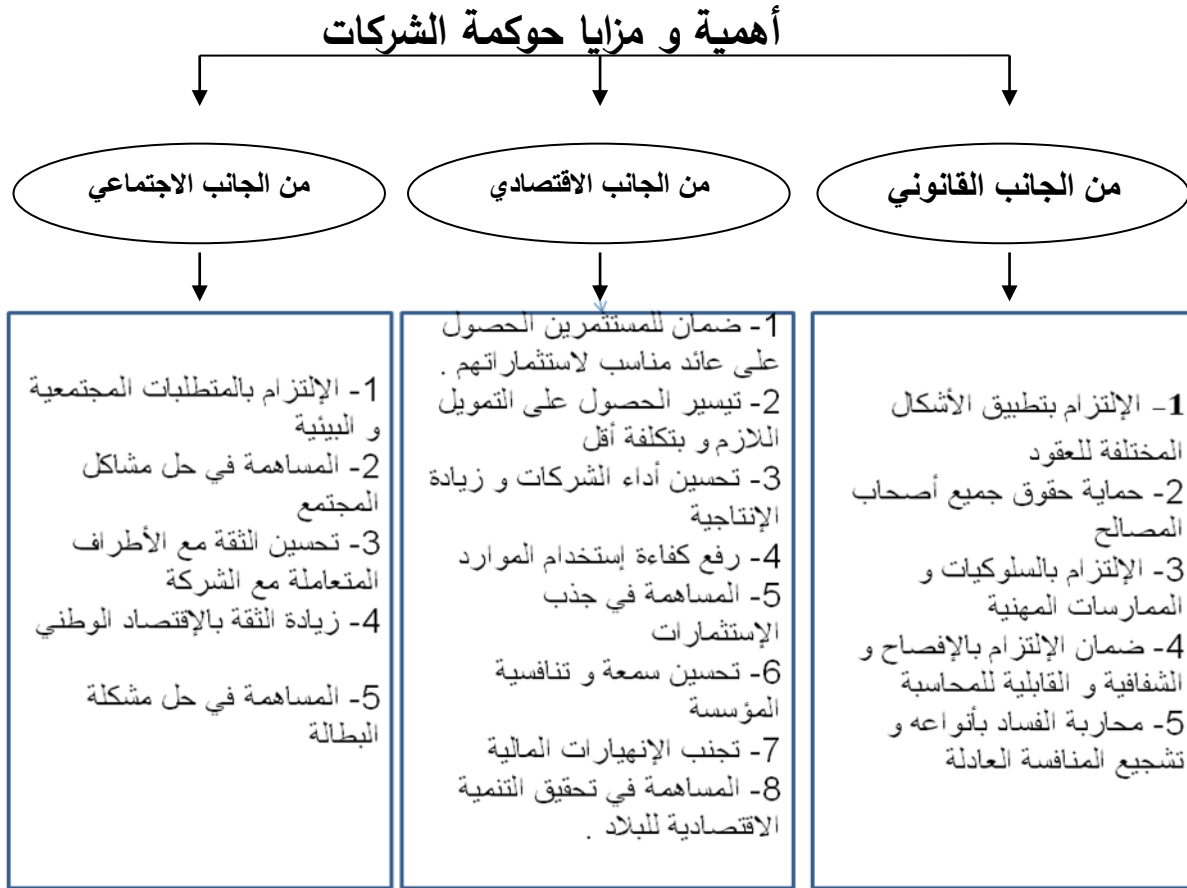 أهمية و مزايا حوكمة الشركات
من الجانب القانوني
من الجانب الاقتصادي
من الجانب الاجتماعي
1- الإلتزام بتطبيق الأشكال
المختلفة للعقود
2- حماية حقوق جميع أصحاب
المصالح
3- الإلتزام بالسلوكيات و
الممارسات المهنية
4- ضمان الإلتزام بالإفصاح و
الشفافية و القابلية للمحاسبة
5- محاربة الفساد بأنواعه و
تشجيع المنافسة العادلة
1- ضمان للمستثمرين الحصول
على عائد مناسب لاستثماراتهم .
2- تيسير الحصول على التمويل
اللازم و بتكلفة أقل
3- تحسين أداء الشركات و زيادة
الإنتاجية
4- رفع كفاءة إستخدام الموارد
5- المساهمة في جذب
الإستثمارات
6- تحسين سمعة و تنافسية
المؤسسة
7- تجنب الإنهيارات المالية
8- المساهمة في تحقيق التنمية
الاقتصادية للبلاد .
1- الإلتزام بالمتطلبات المجتمعية
و البيئية
2- المساهمة في حل مشاكل
المجتمع
3- تحسين الثقة مع الأطراف
المتعاملة مع الشركة
4- زيادة الثقة بالإقتصاد الوطني
5- المساهمة في حل مشكلة
البطالة